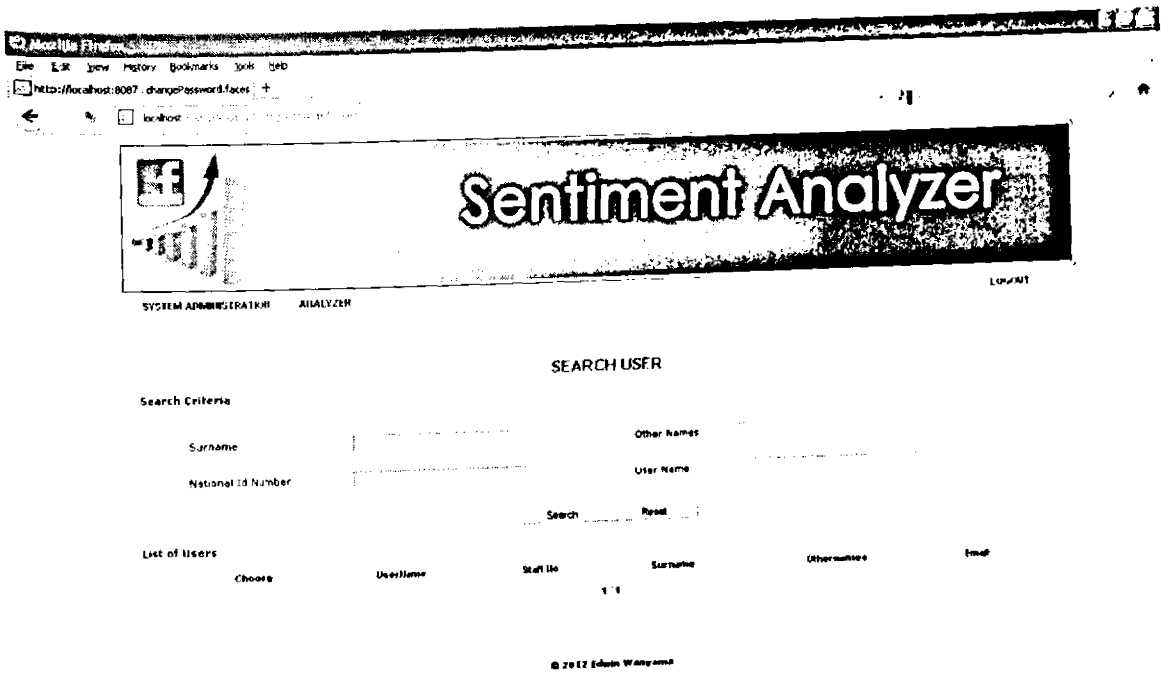 Mozilla Firefox
File Edit View History Bookmarks Tools Help
http://localhost:8087 changePassword.faces +
localhost
f
Sentiment Analyzer
LOGOUT
SYSTEM ADMINISTRATION ANALYZER
SEARCH USER
Search Criteria
Surname Other Names
National Id Number User Name
Search Reset
List of Users
Choose UserName Staff No Surname Othernames Email
1 1
© 2012 Edwin Wanyama